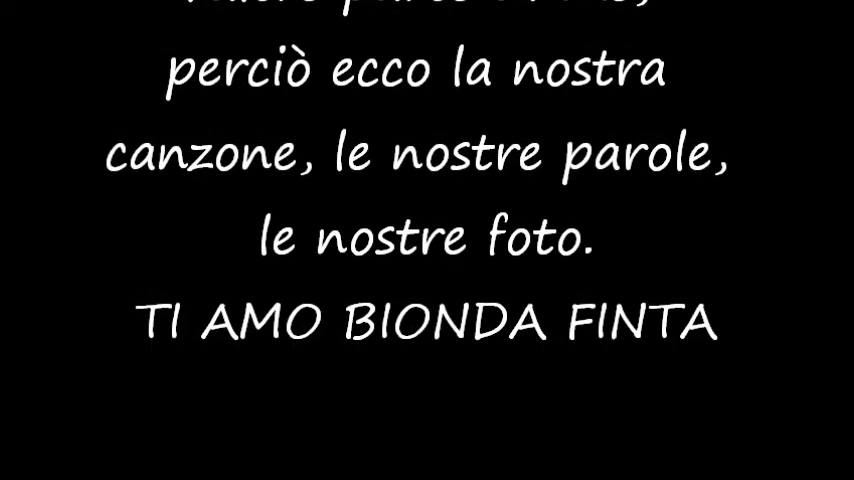 perciò ecco la nostra
canzone, le nostre parole,
le nostre foto.
TI AMO BIONDA FINTA